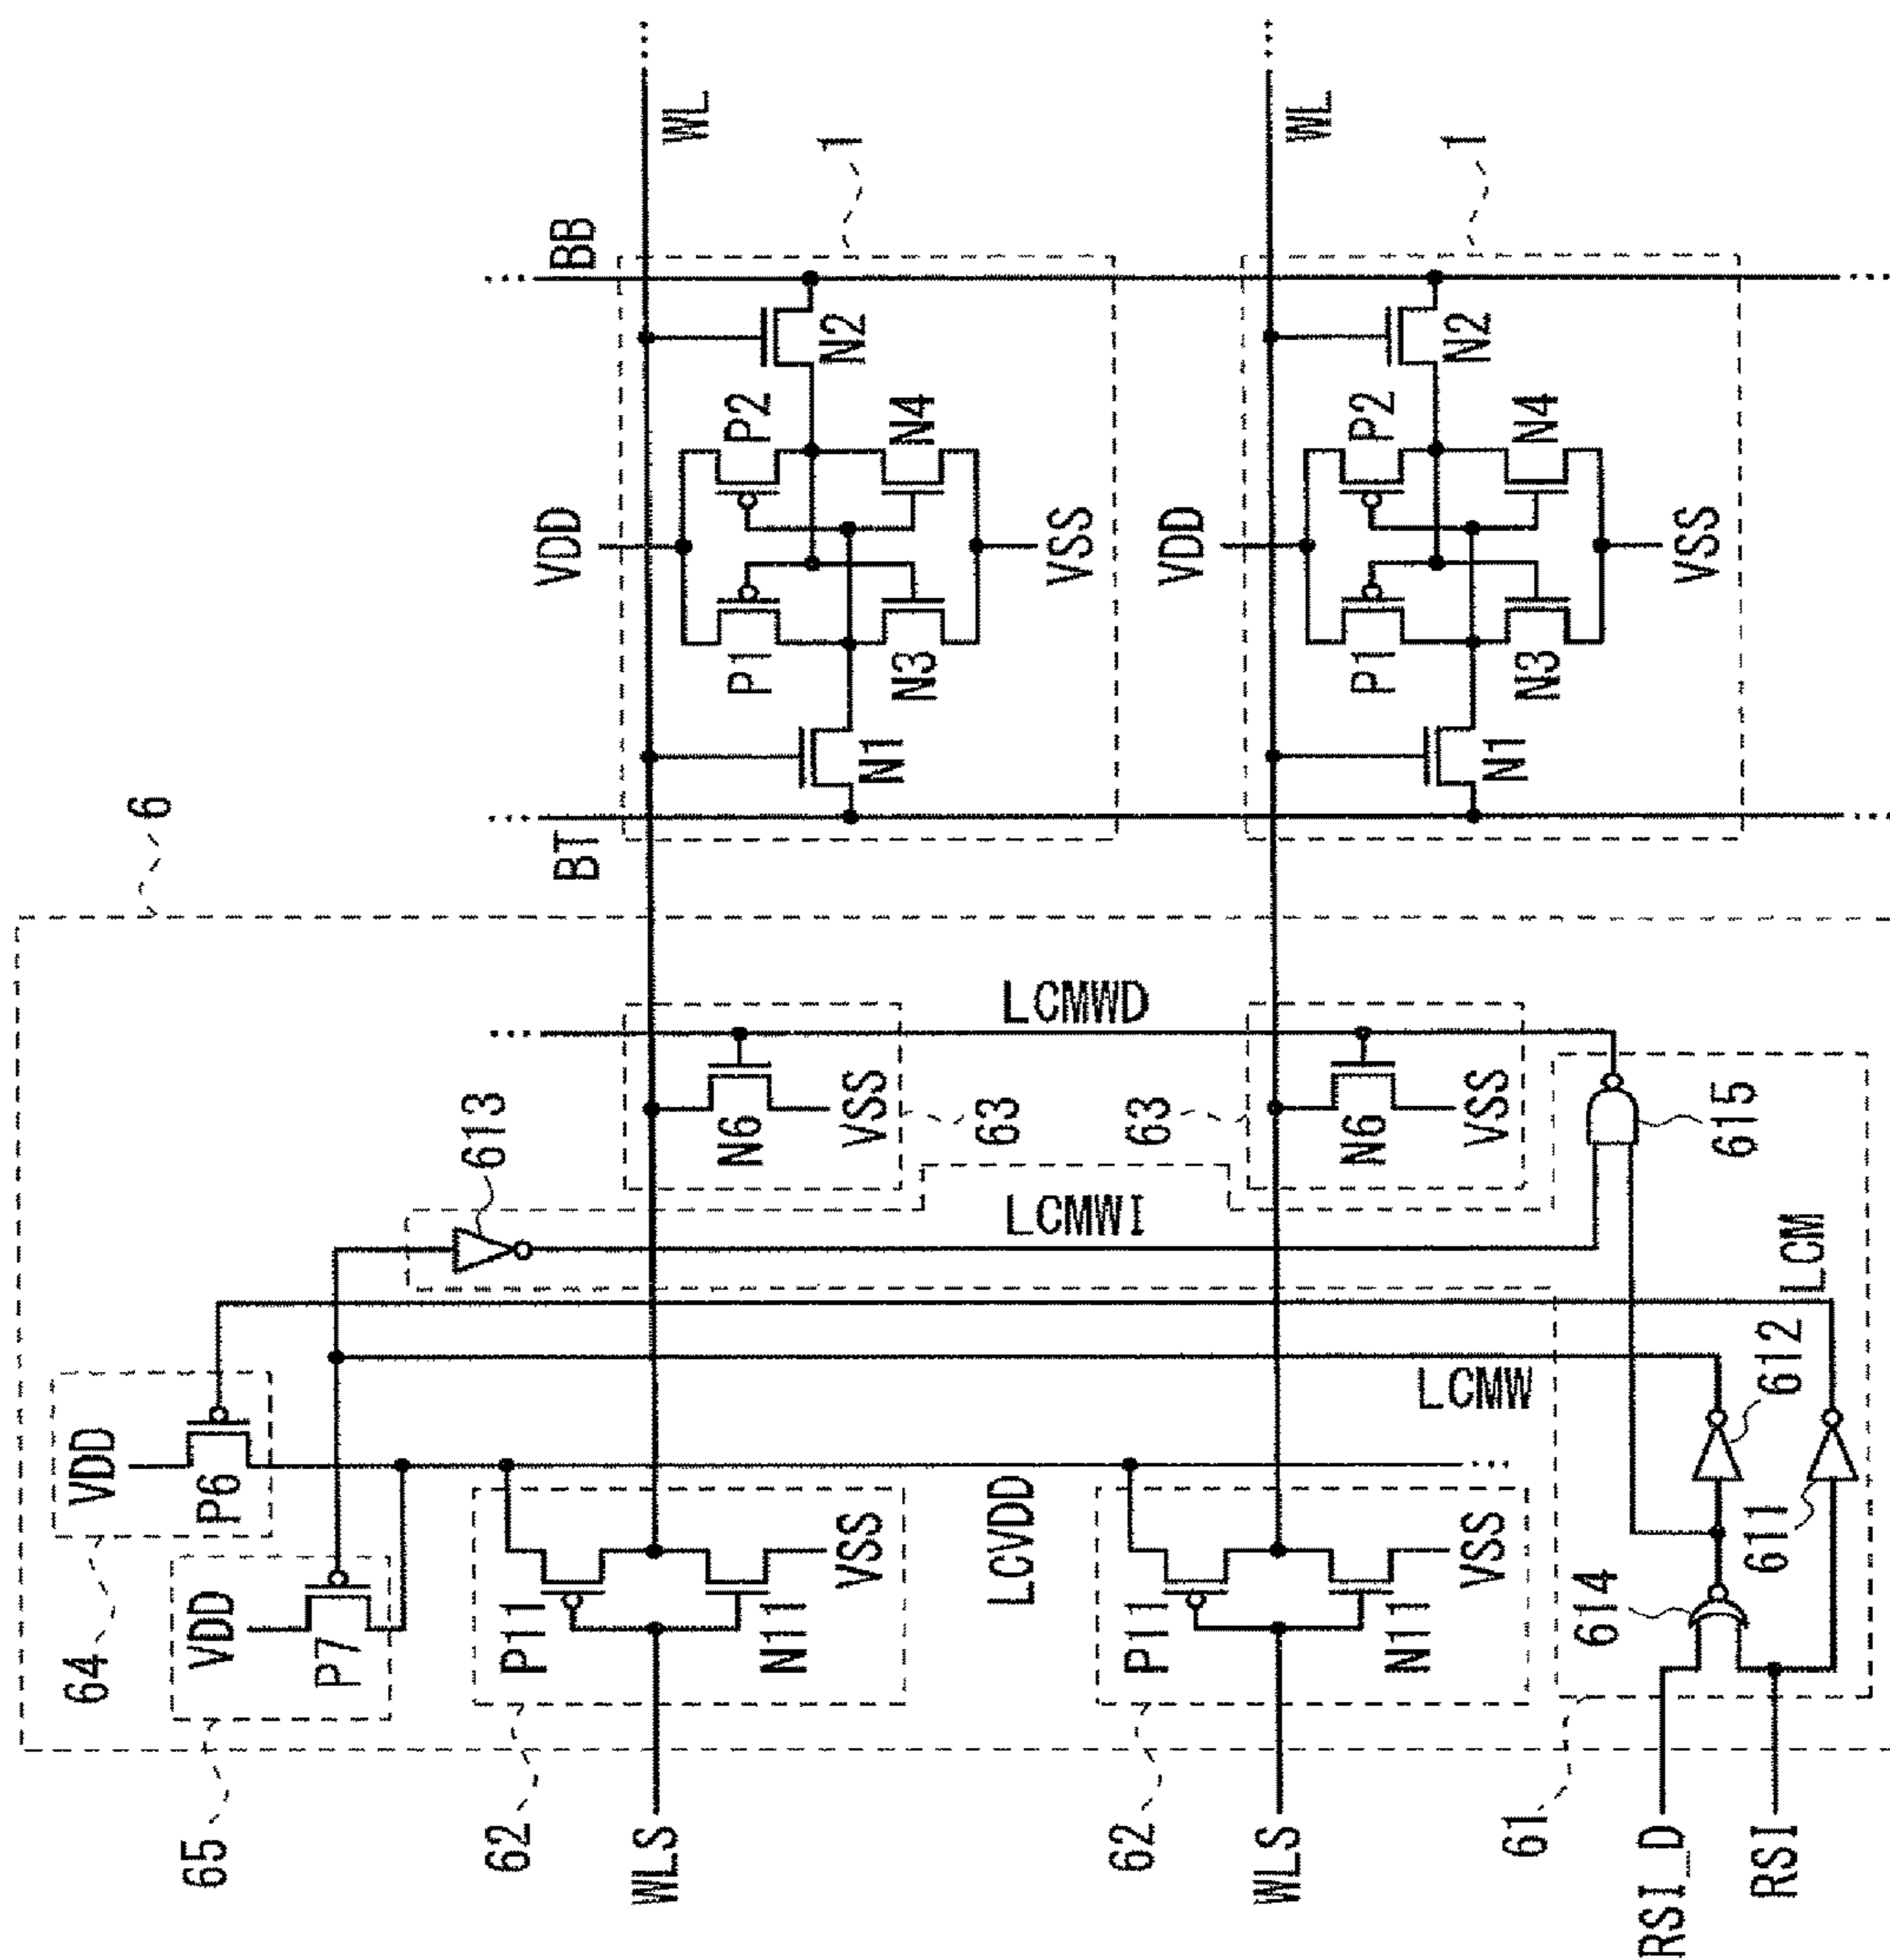 6
BT
BB
WL
1
VDD
P1
P2
N1
N2
N3
N4
VSS
WL
1
VDD
P1
P2
N1
N2
N3
N4
VSS
64
VDD
P6
65
VDD
P7
613
LCMWD
N6
VSS
63
63
N6
VSS
LCMWI
615
LCM
LCMW
612
611
614
62
P11
N11
VSS
WLS
LCVDD
62
P11
N11
VSS
WLS
61
RSI_D
RSI